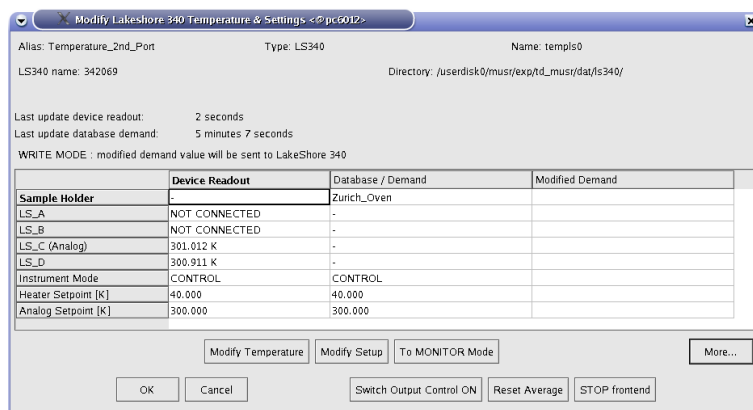 Modify Lakeshore 340 Temperature & Settings <@pc6012>
Alias: Temperature_2nd_Port Type: LS340 Name: templs0
LS340 name: 342069 Directory: /userdisk0/musr/exp/td_musr/dat/ls340/
Last update device readout: 2 seconds
Last update database demand: 5 minutes 7 seconds
WRITE MODE : modified demand value will be sent to LakeShore 340
Device Readout Database / Demand Modified Demand
Sample Holder - Zurich_Oven
LS_A NOT CONNECTED -
LS_B NOT CONNECTED -
LS_C (Analog) 301.012 K -
LS_D 300.911 K -
Instrument Mode CONTROL CONTROL
Heater Setpoint [K] 40.000 40.000
Analog Setpoint [K] 300.000 300.000
Modify Temperature Modify Setup To MONITOR Mode More...
OK Cancel Switch Output Control ON Reset Average STOP frontend